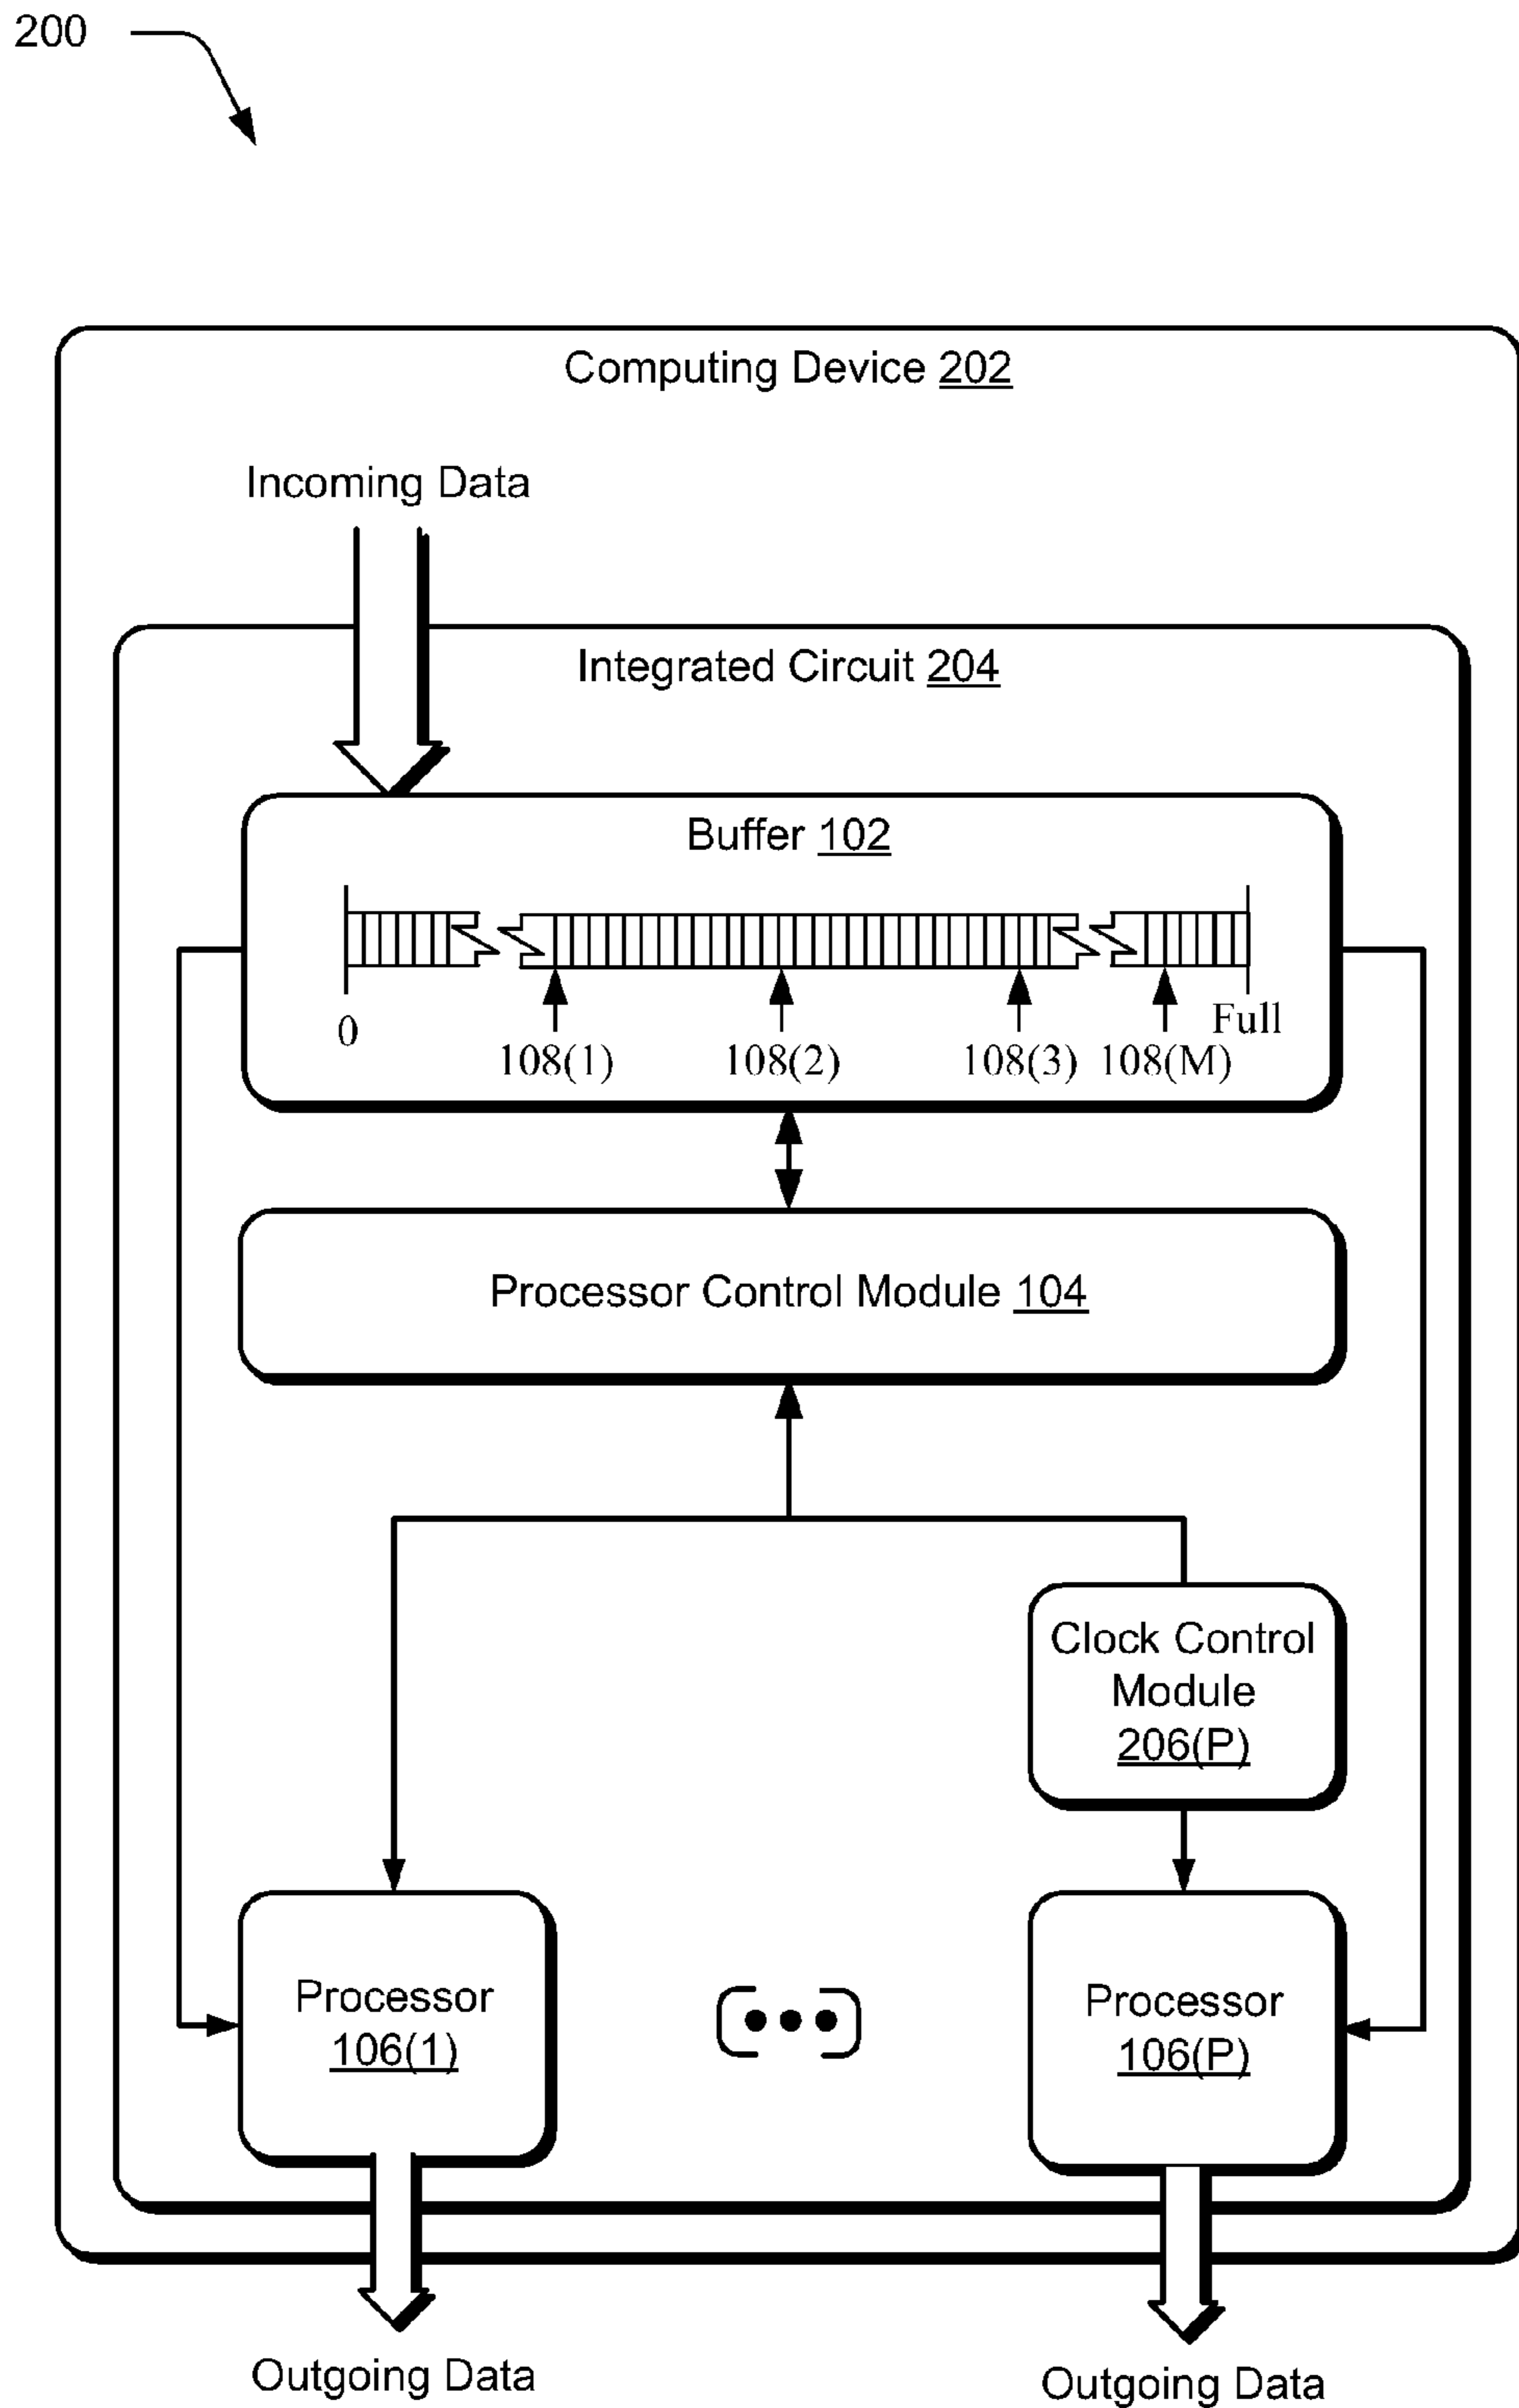 200
Computing Device 202
Incoming Data
Integrated Circuit 204
Buffer 102
0
108(1)
108(2)
108(3)
108(M)
Full
Processor Control Module 104
Clock Control
Module
206(P)
Processor
106(1)
Processor
106(P)
Outgoing Data
Outgoing Data